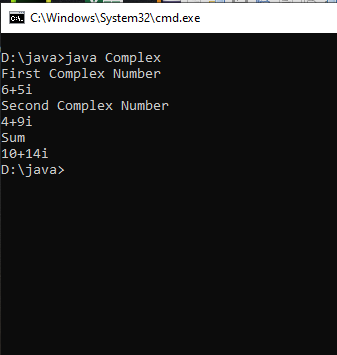 C:\Windows\System32\cmd.exe
D:\java>java Complex
First Complex Number
6+5i
Second Complex Number
4+9i
Sum
10+14i
D:\java>